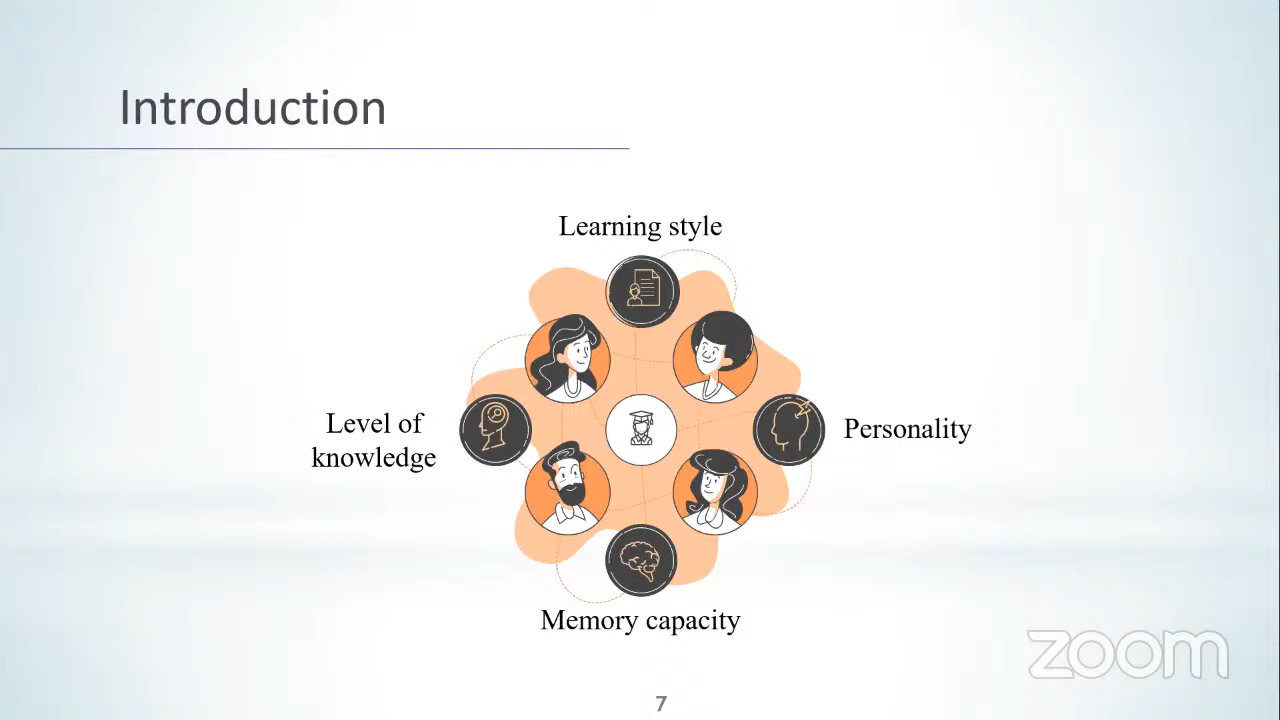 Introduction
Learning style
Level of
knowledge
Personality
Memory capacity
zoom
7